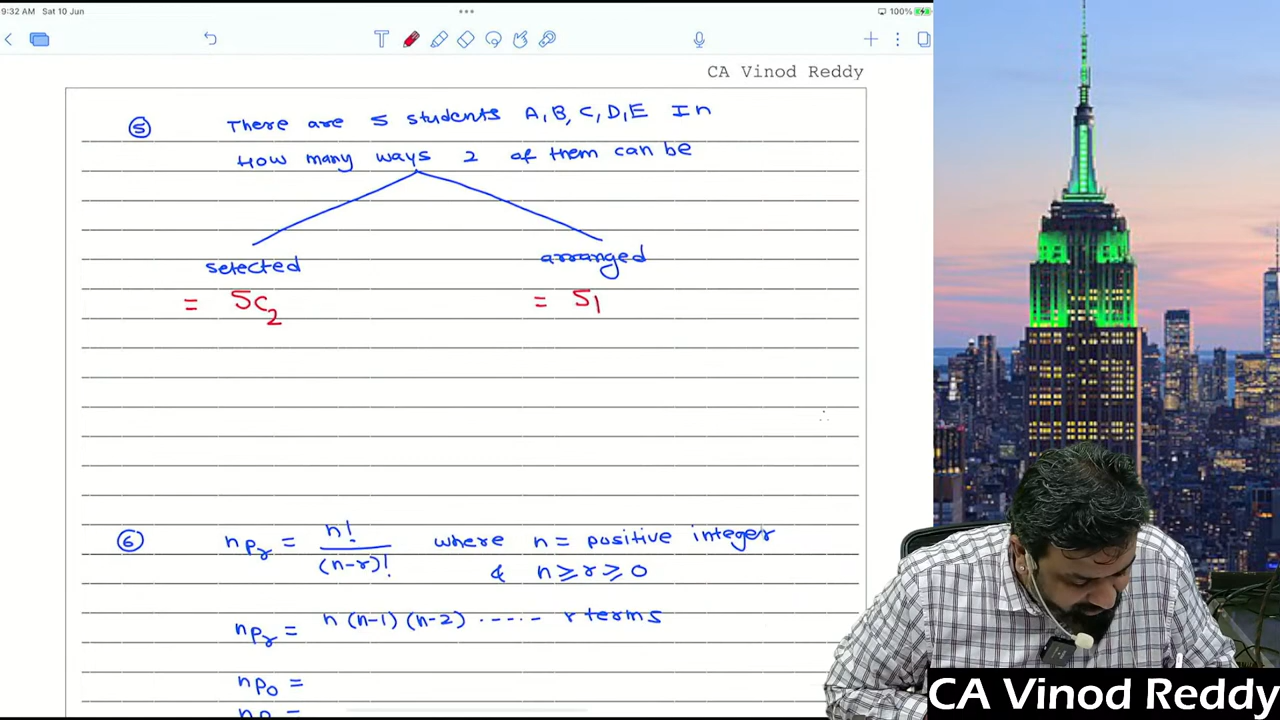 9:32 AM Sat 10 Jun
100%
CA Vinod Reddy
5 There are 5 students A, B, C, D, E In
How many ways 2 of them can be
selected arranged
= 5C2 = 5
6 nPr = n! / (n-r)! where n = positive integer
& n ≥ r ≥ 0
nPr = n (n-1) (n-2) ...... r terms
nP0 =
CA Vinod Reddy